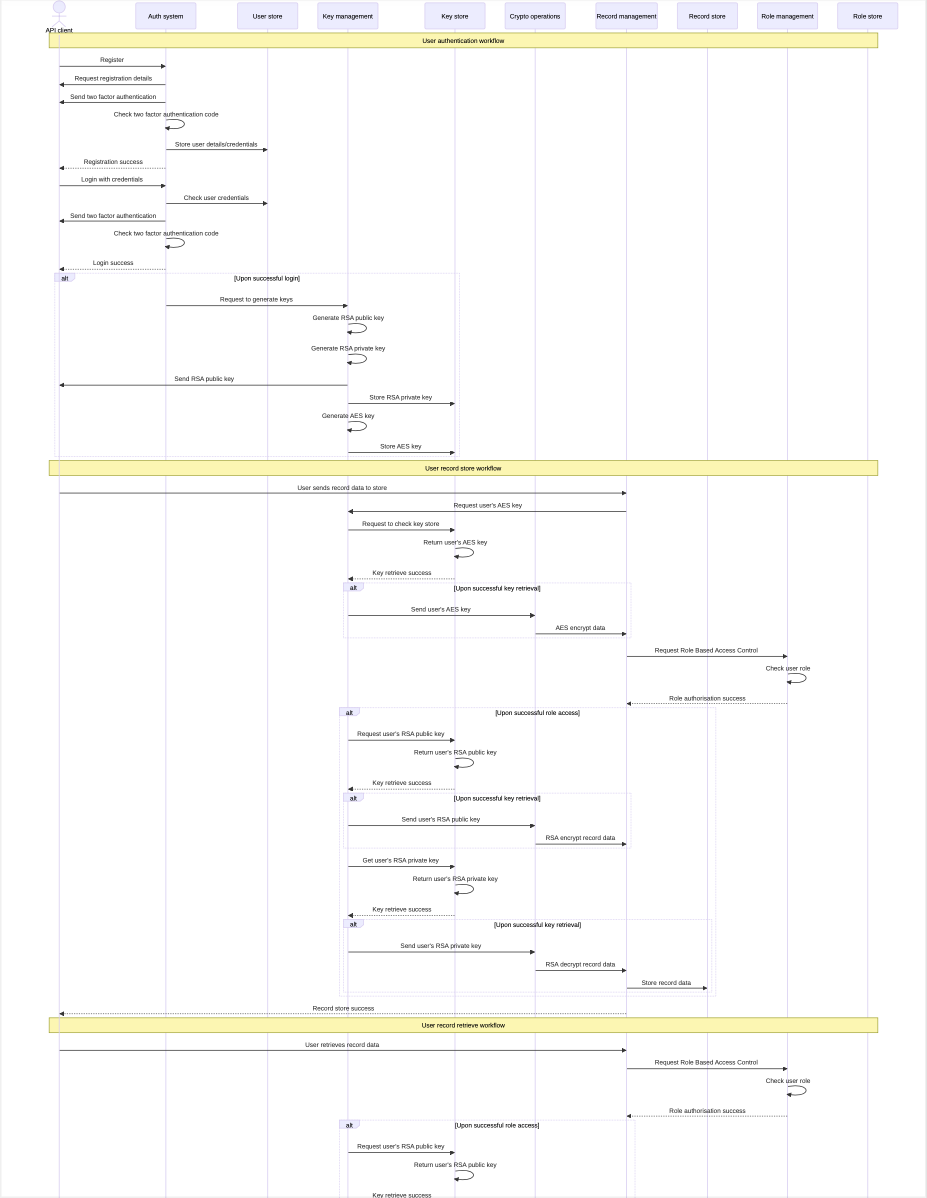 Auth system
User store
Key management
Key store
Crypto operations
Record management
Record store
Role management
Role store
API client
User authentication workflow
Register
Request registration details
Send two factor authentication
Check two factor authentication code
Store user details/credentials
Registration success
Login with credentials
Check user credentials
Send two factor authentication
Check two factor authentication code
Login success
alt
[Upon successful login]
Request to generate keys
Generate RSA public key
Generate RSA private key
Send RSA public key
Store RSA private key
Generate AES key
Store AES key
User record store workflow
User sends record data to store
Request user's AES key
Request to check key store
Return user's AES key
Key retrieve success
alt
[Upon successful key retrieval]
Send user's AES key
AES encrypt data
Request Role Based Access Control
Check user role
Role authorisation success
alt
[Upon successful role access]
Request user's RSA public key
Return user's RSA public key
Key retrieve success
alt
[Upon successful key retrieval]
Send user's RSA public key
RSA encrypt record data
Get user's RSA private key
Return user's RSA private key
Key retrieve success
alt
[Upon successful key retrieval]
Send user's RSA private key
RSA decrypt record data
Store record data
Record store success
User record retrieve workflow
User retrieves record data
Request Role Based Access Control
Check user role
Role authorisation success
alt
[Upon successful role access]
Request user's RSA public key
Return user's RSA public key
Key retrieve success